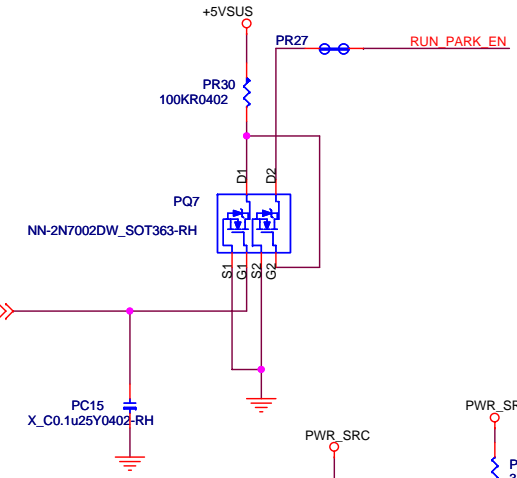 +5VSUS
PR27
RUN_PARK_EN
PR30
100KR0402
D1
D2
PQ7
NN-2N7002DW_SOT363-RH
S1
G1
S2
G2
PC15
X_C0.1u25Y0402-RH
PWR_SRC
PWR_SR
P